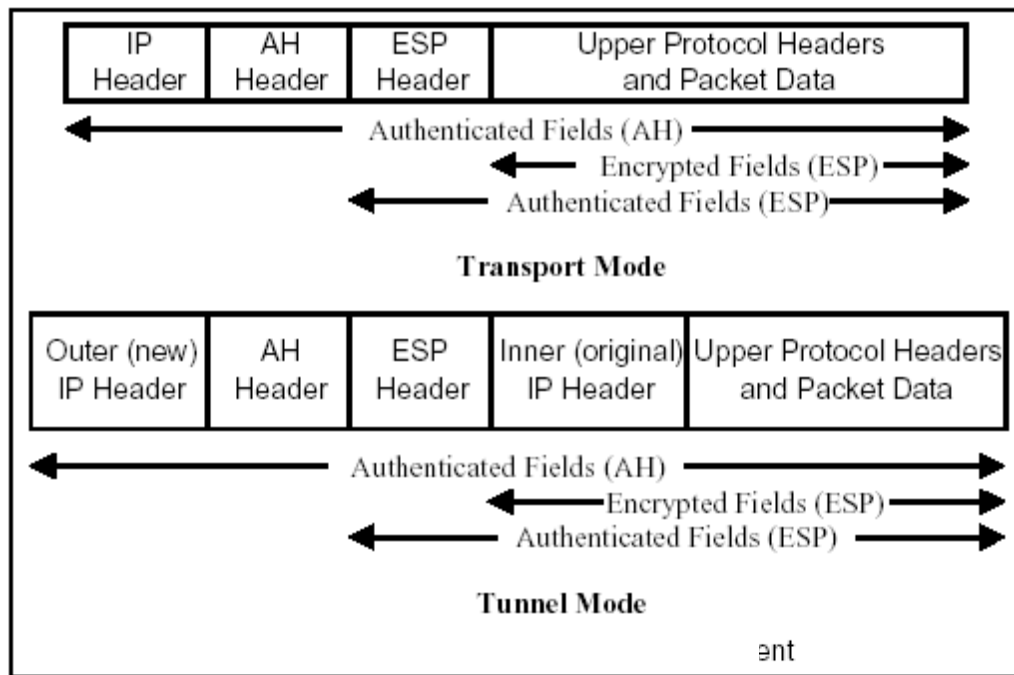 IP Header
AH Header
ESP Header
Upper Protocol Headers and Packet Data
Authenticated Fields (AH)
Encrypted Fields (ESP)
Authenticated Fields (ESP)
Transport Mode
Outer (new) IP Header
AH Header
ESP Header
Inner (original) IP Header
Upper Protocol Headers and Packet Data
Authenticated Fields (AH)
Encrypted Fields (ESP)
Authenticated Fields (ESP)
Tunnel Mode
ent